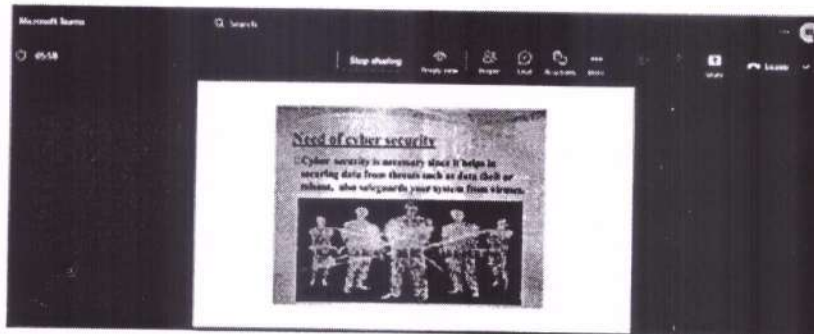 Microsoft Teams
Search
05:58
Stop sharing
People
Chat
Reactions
More
Share
Leave
Need of cyber security
Cyber security is necessary since it helps in
securing data from threats such as data theft or
misuse, also safeguards your system from viruses.